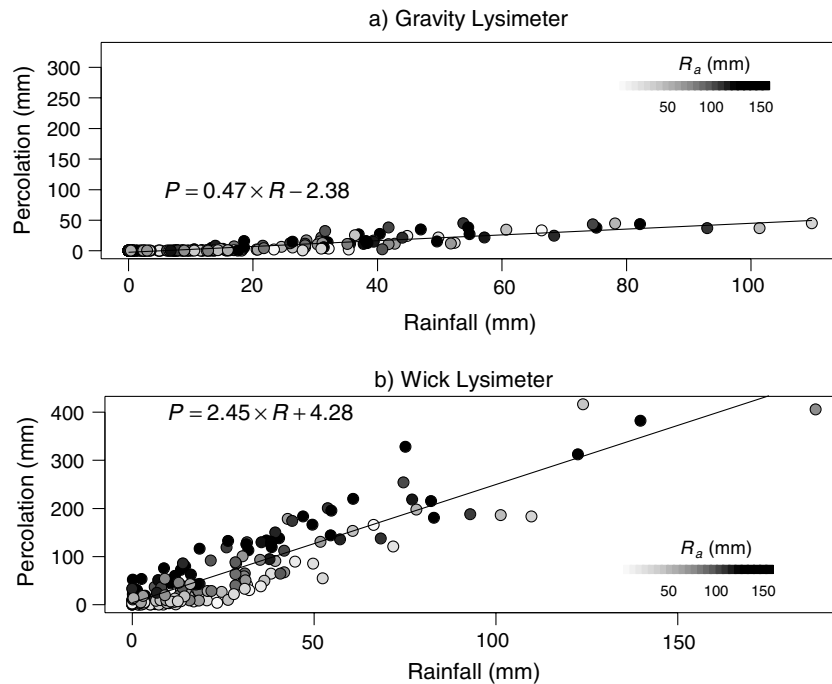 a) Gravity Lysimeter
Percolation (mm)
300
250
200
150
100
50
0
R_a (mm)
50 100 150
P = 0.47 × R − 2.38
0 20 40 60 80 100
Rainfall (mm)
b) Wick Lysimeter
Percolation (mm)
400
300
200
100
0
P = 2.45 × R + 4.28
R_a (mm)
50 100 150
0 50 100 150
Rainfall (mm)